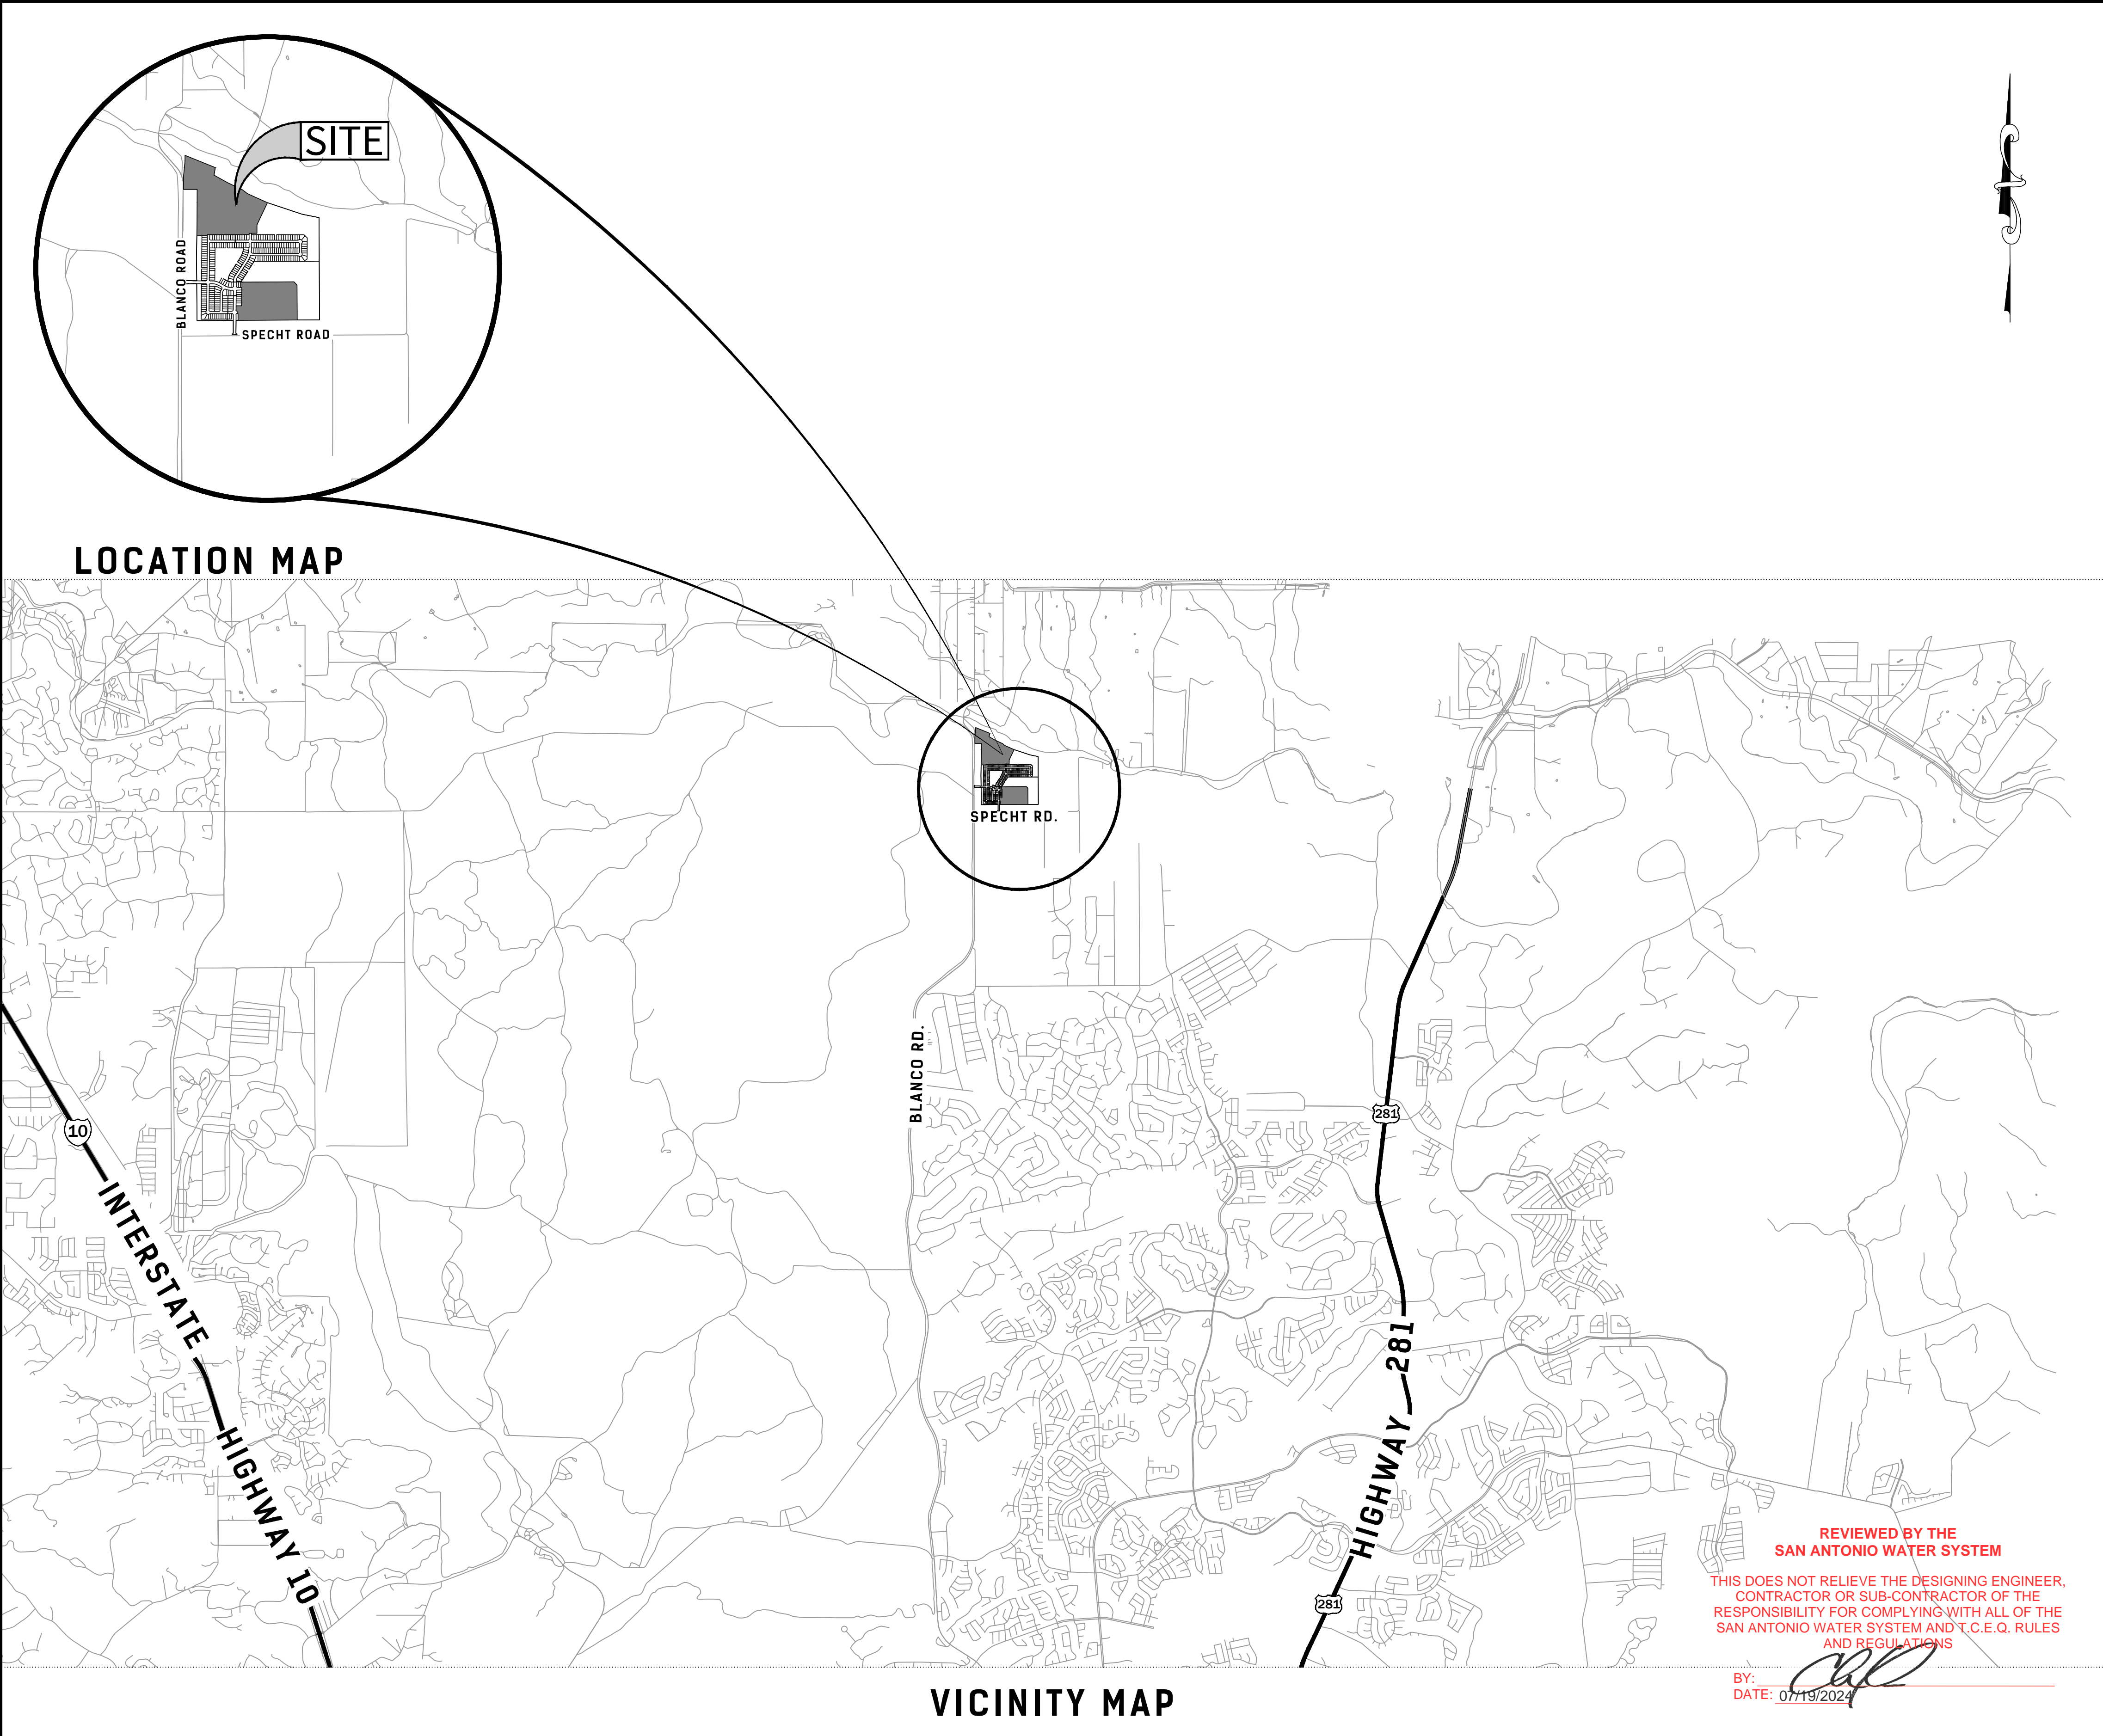 SITE
BLANCO ROAD
SPECHT ROAD
LOCATION MAP
SPECHT RD.
BLANCO RD.
281
10
INTERSTATE
HIGHWAY 10
HIGHWAY 281
281
REVIEWED BY THE
SAN ANTONIO WATER SYSTEM
THIS DOES NOT RELIEVE THE DESIGNING ENGINEER,
CONTRACTOR OR SUB-CONTRACTOR OF THE
RESPONSIBILITY FOR COMPLYING WITH ALL OF THE
SAN ANTONIO WATER SYSTEM AND T.C.E.Q. RULES
AND REGULATIONS
BY:
DATE: 07/19/2024
VICINITY MAP